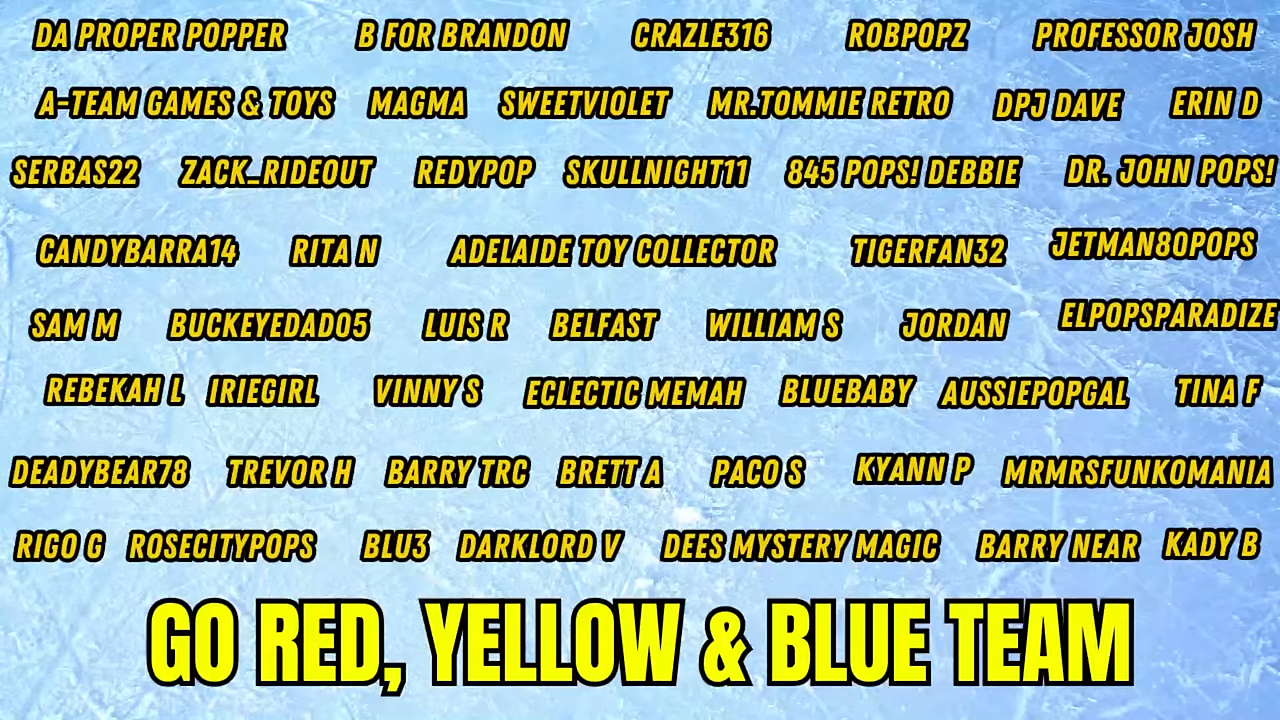 DA PROPER POPPER B FOR BRANDON CRAZLE316 ROBPOPZ PROFESSOR JOSH
A-TEAM GAMES & TOYS MAGMA SWEETVIOLET MR.TOMMIE RETRO DPJ DAVE ERIN D
SERBAS22 ZACK_RIDEOUT REDYPOP SKULLNIGHT11 845 POPS! DEBBIE DR. JOHN POPS!
CANDYBARRA14 RITA N ADELAIDE TOY COLLECTOR TIGERFAN32 JETMAN80POPS
SAM M BUCKEYEDAD05 LUIS R BELFAST WILLIAM S JORDAN ELPOPSPARADIZE
REBEKAH L IRIEGIRL VINNY S ECLECTIC MEMAH BLUEBABY AUSSIEPOPGAL TINA F
DEADYBEAR78 TREVOR H BARRY TRC BRETT A PACO S KYANN P MRMRSFUNKOMANIA
RIGO G ROSECITYPOPS BLU3 DARKLORD V DEES MYSTERY MAGIC BARRY NEAR KADY B
GO RED, YELLOW & BLUE TEAM